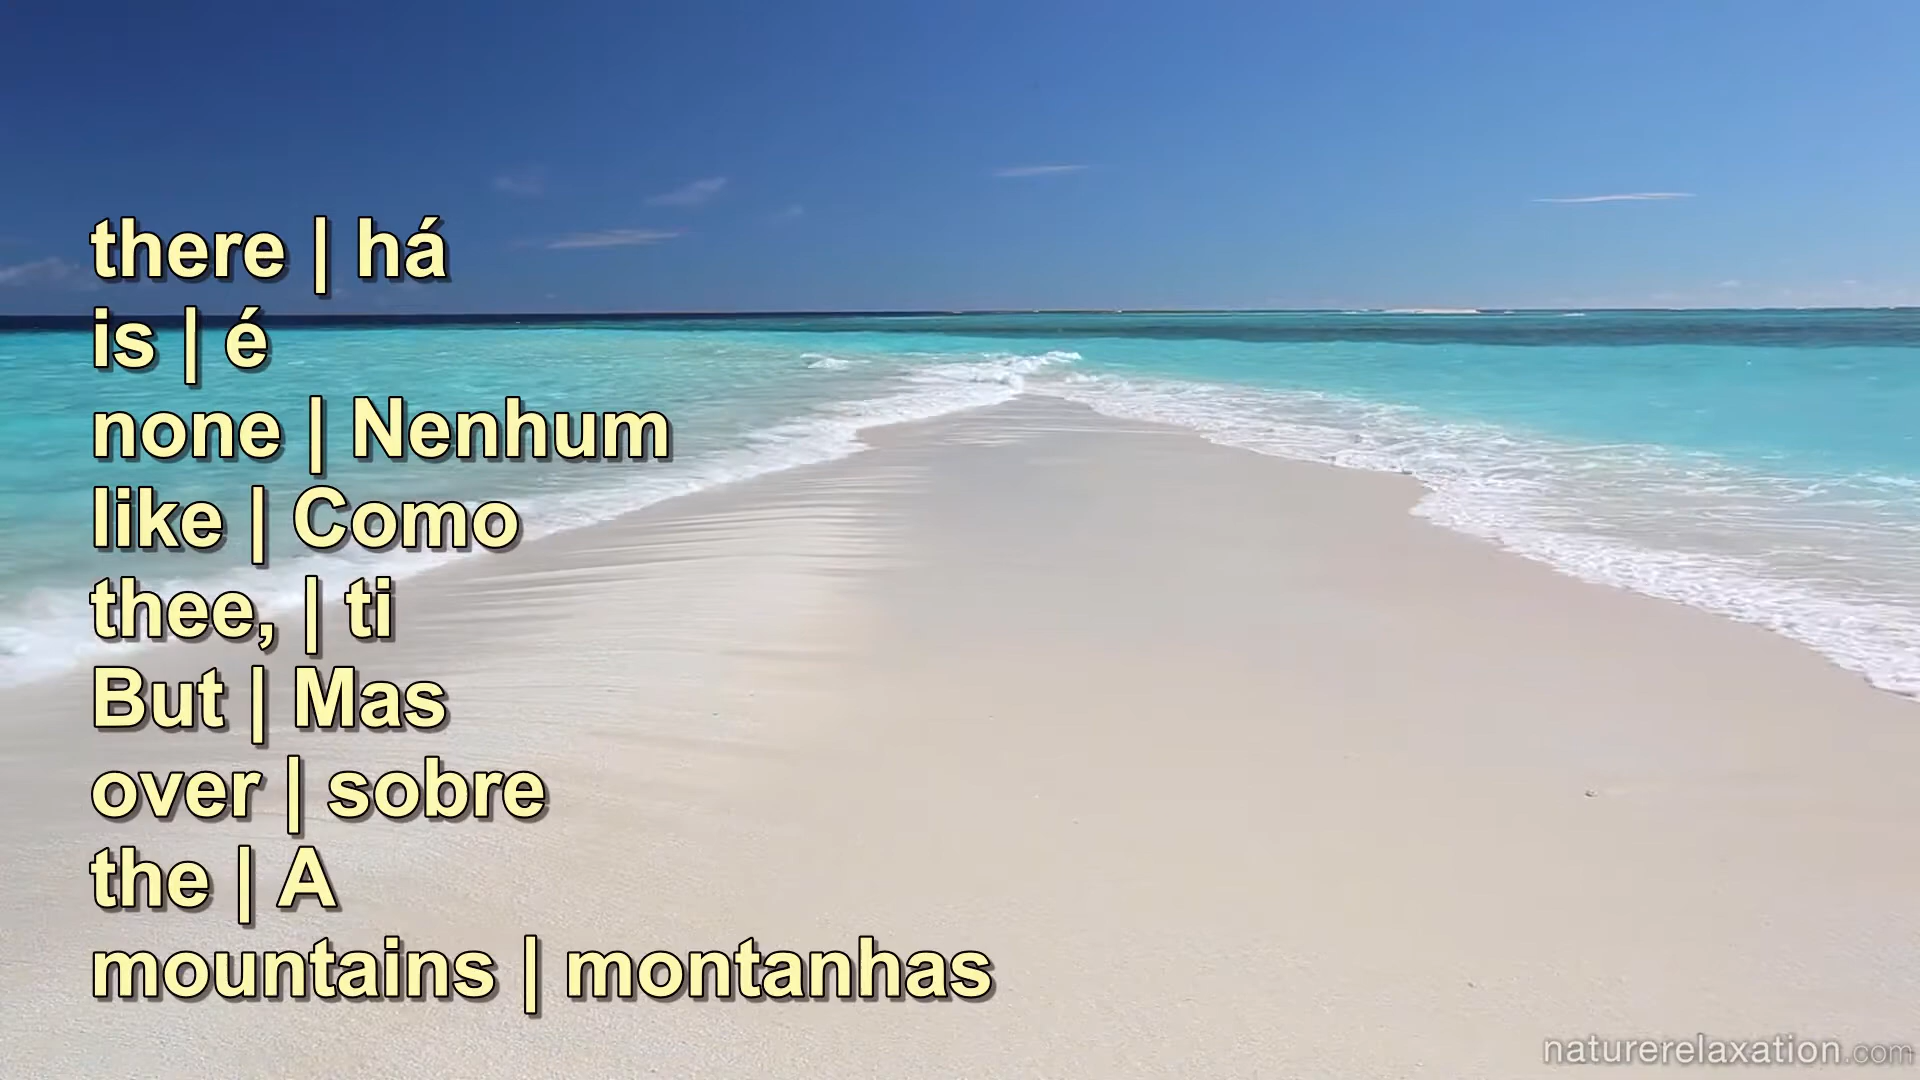 there | há
is | é
none | Nenhum
like | Como
thee, | ti
But | Mas
over | sobre
the | A
mountains | montanhas
naturerelaxation.com